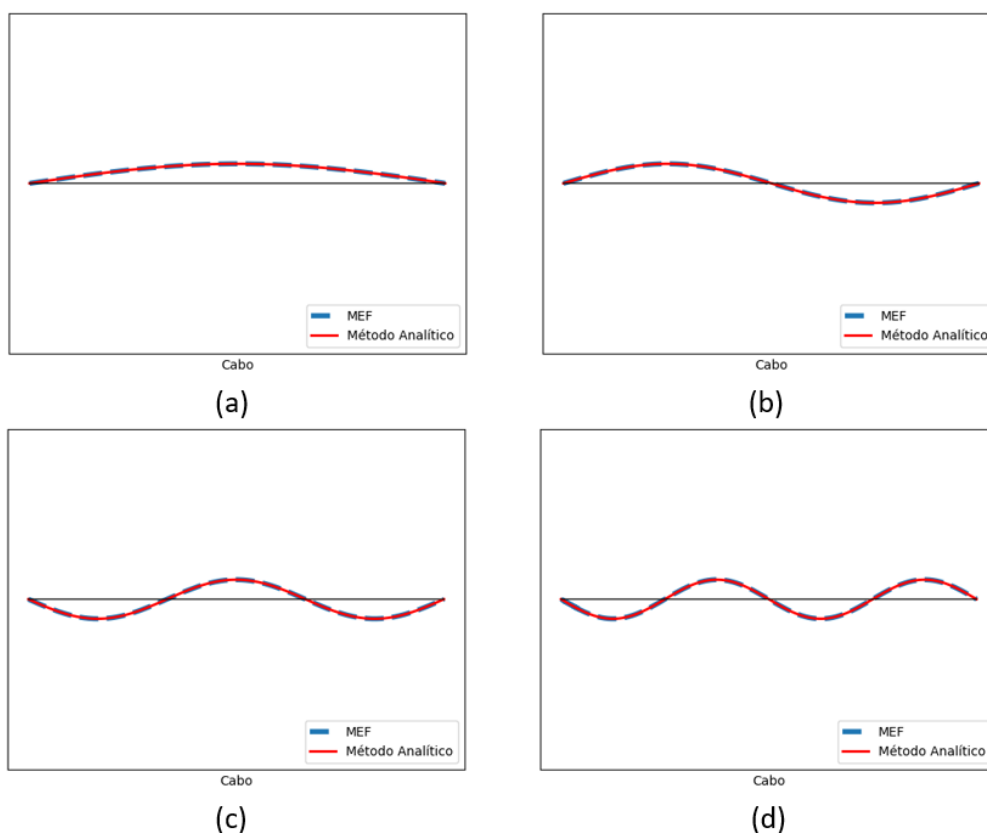 MEF
Método Analítico
Cabo
(a)
MEF
Método Analítico
Cabo
(b)
MEF
Método Analítico
Cabo
(c)
MEF
Método Analítico
Cabo
(d)